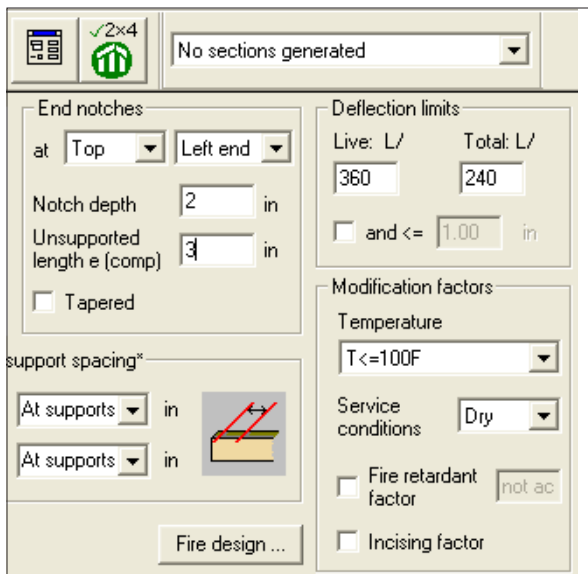 ✓2×4
No sections generated
End notches
at Top Left end
Notch depth 2 in
Unsupported
length e (comp) 3 in
Tapered
support spacing*
At supports in
At supports in
Fire design ...
Deflection limits
Live: L/ Total: L/
360 240
and <= 1.00 in
Modification factors
Temperature
T<=100F
Service
conditions Dry
Fire retardant
factor not ac
Incising factor